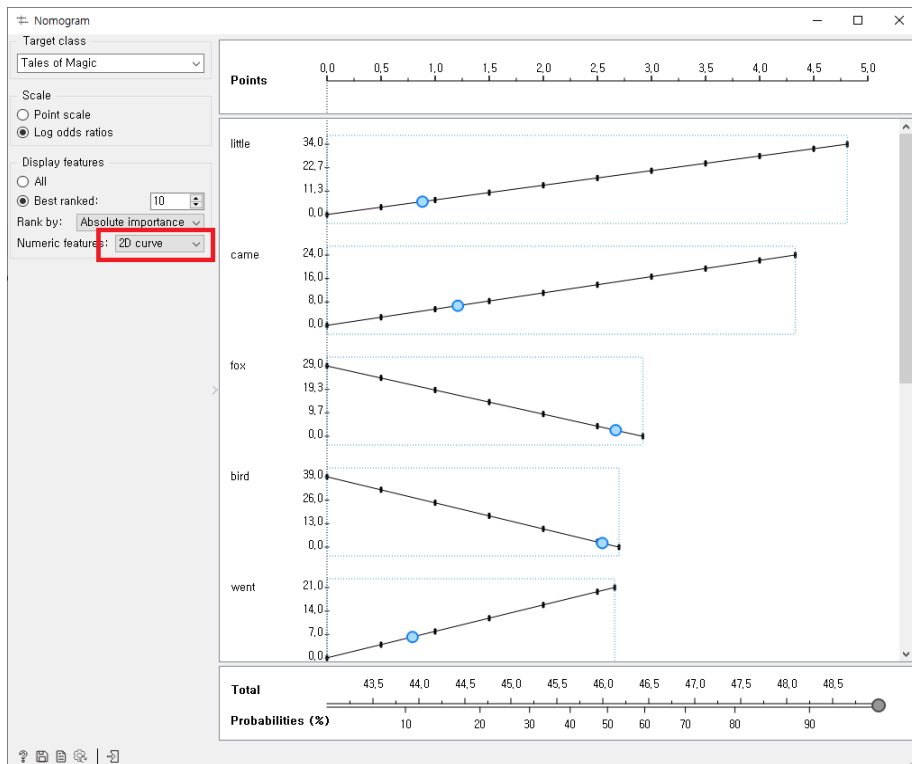 Nomogram
Target class
Tales of Magic
Scale
Point scale
Log odds ratios
Display features
All
Best ranked: 10
Rank by: Absolute importance
Numeric features: 2D curve
Points 0,0 0,5 1,0 1,5 2,0 2,5 3,0 3,5 4,0 4,5 5,0
little 34,0
22,7
11,3
0,0
came 24,0
16,0
8,0
0,0
fox 29,0
19,3
9,7
0,0
bird 39,0
26,0
13,0
0,0
went 21,0
14,0
7,0
0,0
Total 43,5 44,0 44,5 45,0 45,5 46,0 46,5 47,0 47,5 48,0 48,5
Probabilities (%) 10 20 30 40 50 60 70 80 90